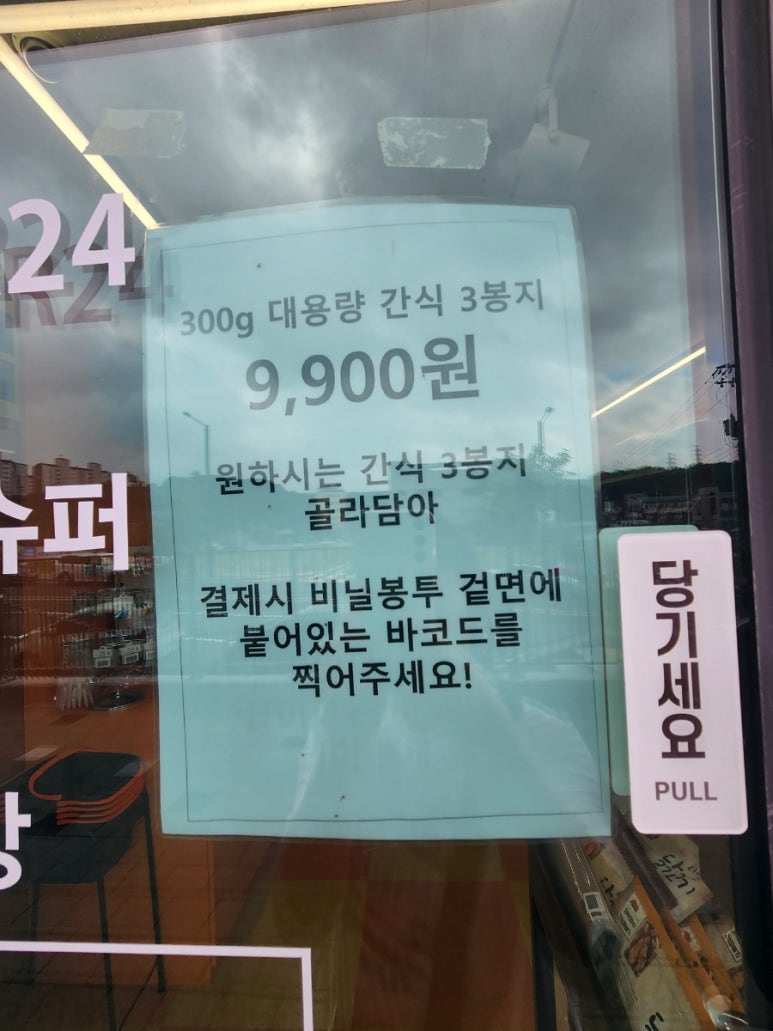 24
300g 대용량 간식 3봉지
9,900원
원하시는 간식 3봉지
골라담아
슈퍼
결제시 비닐봉투 겉면에
붙어있는 바코드를
찍어주세요!
당기세요
PULL